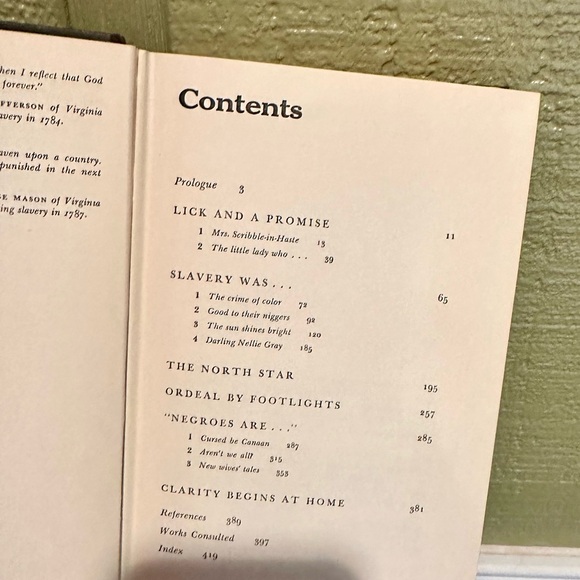 hen I reflect that God
forever."
FFERSON of Virginia
avery in 1784.
aven upon a country.
punished in the next
E MASON of Virginia
ing slavery in 1787.
Contents
Prologue 3
LICK AND A PROMISE 11
1 Mrs. Scribble-in-Haste 13
2 The little lady who . . . 39
SLAVERY WAS . . . 65
1 The crime of color 72
2 Good to their niggers 92
3 The sun shines bright 120
4 Darling Nellie Gray 185
THE NORTH STAR 195
ORDEAL BY FOOTLIGHTS 257
"NEGROES ARE . . ." 285
1 Cursed be Canaan 287
2 Aren't we all? 315
3 New wives' tales 353
CLARITY BEGINS AT HOME 381
References 389
Works Consulted 397
Index 419